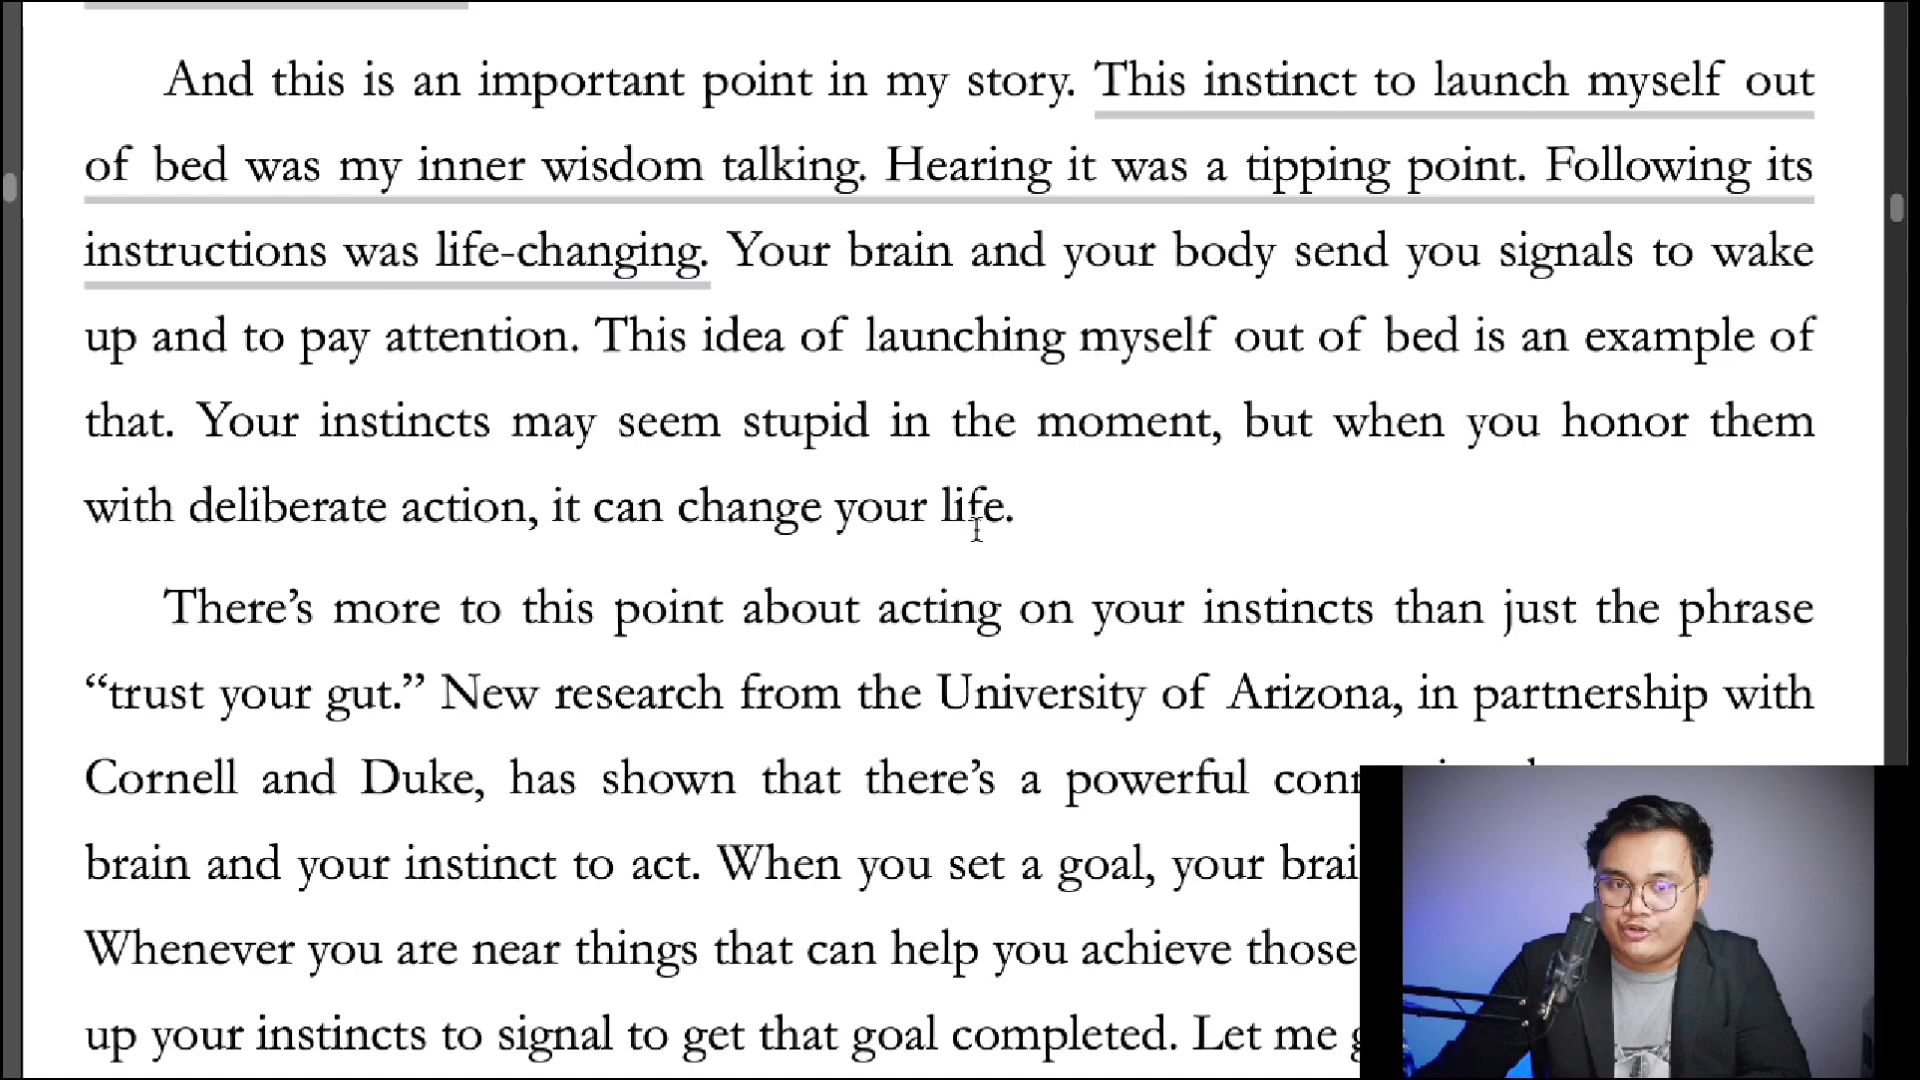 And this is an important point in my story. This instinct to launch myself out
of bed was my inner wisdom talking. Hearing it was a tipping point. Following its
instructions was life-changing. Your brain and your body send you signals to wake
up and to pay attention. This idea of launching myself out of bed is an example of
that. Your instincts may seem stupid in the moment, but when you honor them
with deliberate action, it can change your life.
There’s more to this point about acting on your instincts than just the phrase
“trust your gut.” New research from the University of Arizona, in partnership with
Cornell and Duke, has shown that there’s a powerful
brain and your instinct to act. When you set a goal, your
Whenever you are near things that can help you achieve those
up your instincts to signal to get that goal completed. Let me